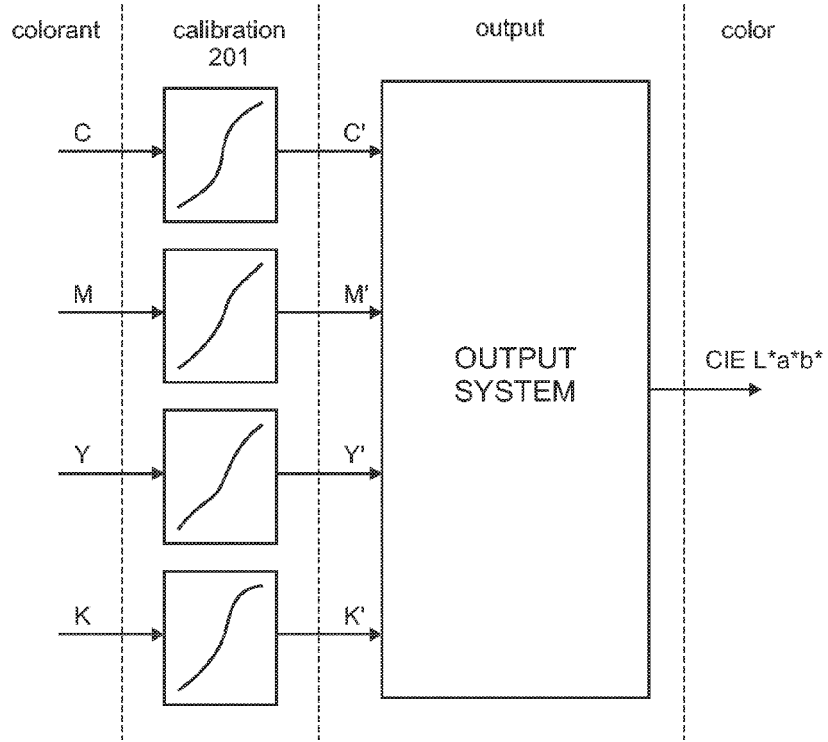 colorant
calibration
201
output
color
C
C'
M
M'
OUTPUT
SYSTEM
CIE L*a*b*
Y
Y'
K
K'